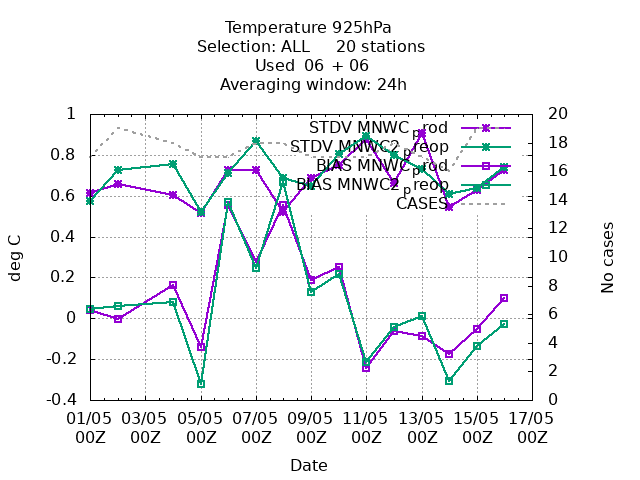 Temperature 925hPa
Selection: ALL 20 stations
Used 06 + 06
Averaging window: 24h
1
0.8
0.6
0.4
0.2
0
-0.2
-0.4
deg C
20
18
16
14
12
10
8
6
4
2
0
No cases
STDV MNWC_prod
STDV MNWC2_preop
BIAS MNWC_prod
BIAS MNWC2_preop
CASES
01/05 03/05 05/05 07/05 09/05 11/05 13/05 15/05 17/05
00Z 00Z 00Z 00Z 00Z 00Z 00Z 00Z 00Z
Date